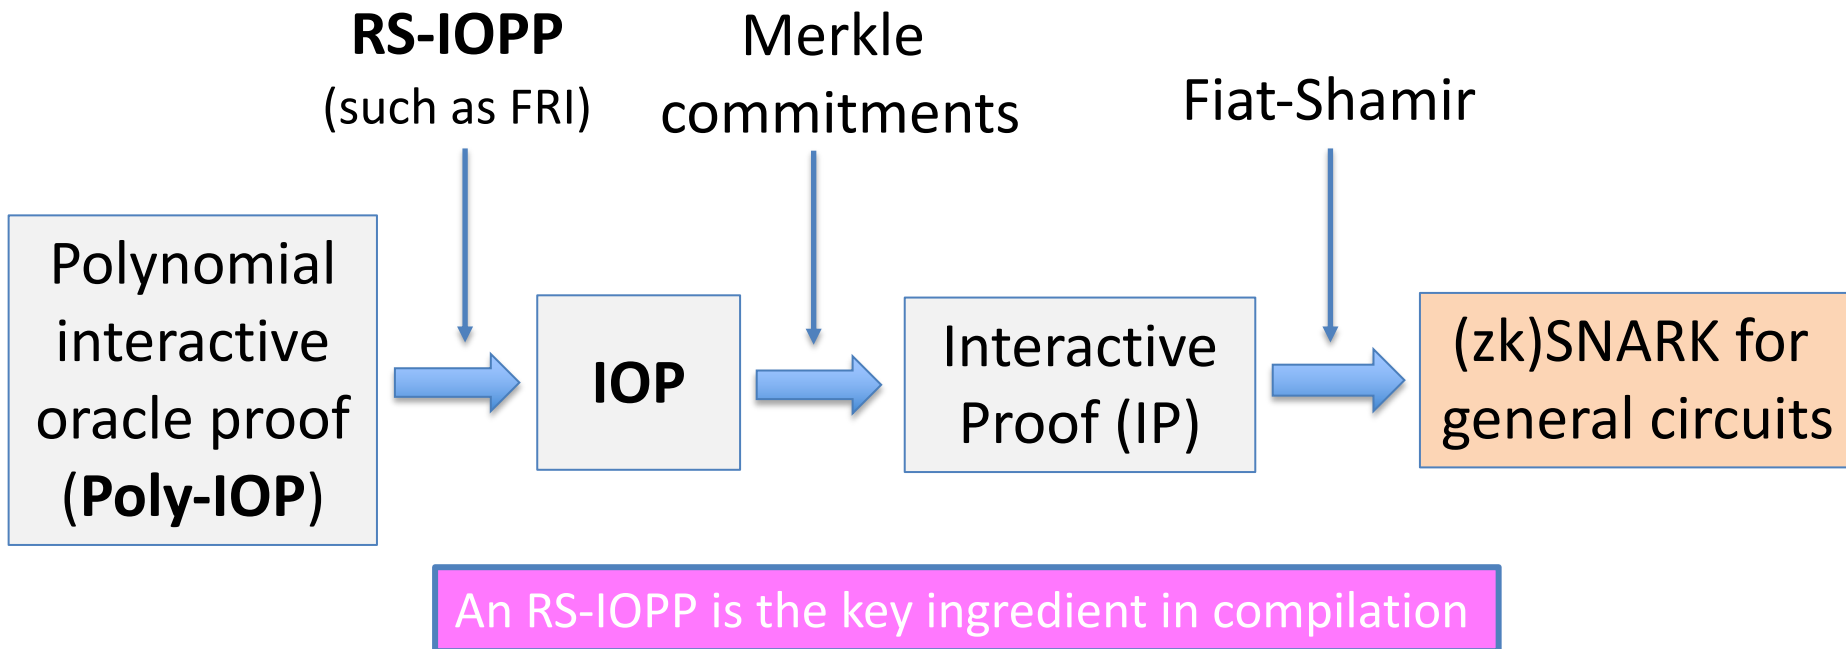 RS-IOPP
(such as FRI)
Merkle
commitments
Fiat-Shamir
Polynomial
interactive
oracle proof
(Poly-IOP)
IOP
Interactive
Proof (IP)
(zk)SNARK for
general circuits
An RS-IOPP is the key ingredient in compilation